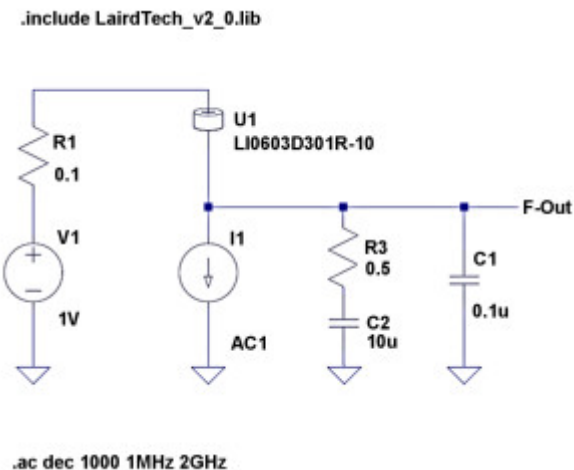 .include LairdTech_v2_0.lib
U1
LI0603D301R-10
R1
0.1
F-Out
V1
1V
I1
AC1
R3
0.5
C2
10u
C1
0.1u
.ac dec 1000 1MHz 2GHz